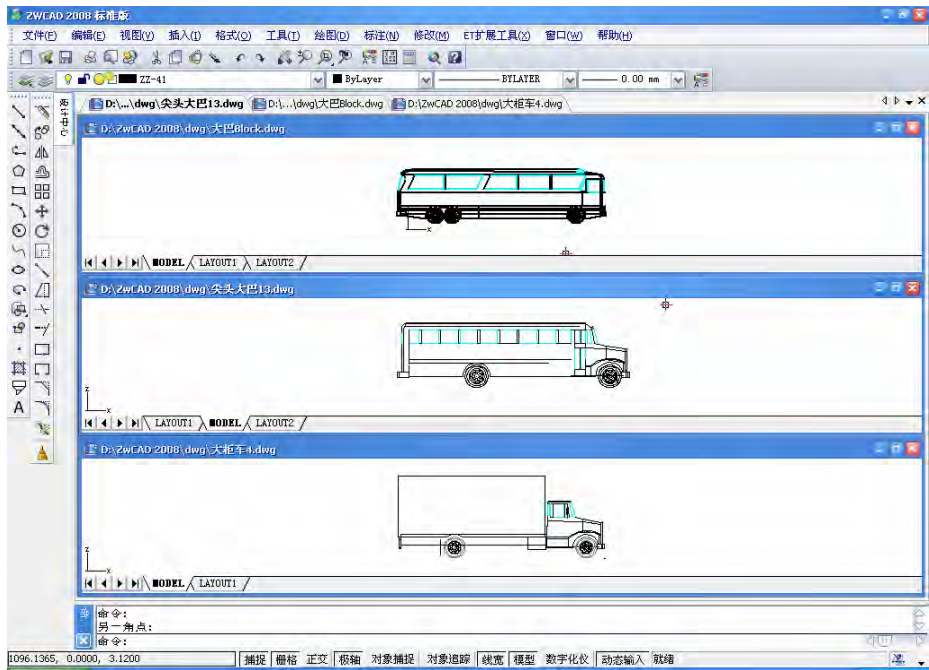 ZWCAD 2008 标准版
文件(F) 编辑(E) 视图(V) 插入(I) 格式(O) 工具(T) 绘图(D) 标注(N) 修改(M) ET扩展工具(X) 窗口(W) 帮助(H)
ZZ-41 ByLayer BYLAYER 0.00 mm
D:\...\dwg\尖头大巴13.dwg D:\...\dwg\大巴Block.dwg D:\ZwCAD 2008\dwg\大柜车4.dwg
D:\ZwCAD 2008\dwg\大巴Block.dwg
X
MODEL LAYOUT1 LAYOUT2
D:\ZwCAD 2008\dwg\尖头大巴13.dwg
Z
X
LAYOUT1 MODEL LAYOUT2
D:\ZwCAD 2008\dwg\大柜车4.dwg
Z
X
MODEL LAYOUT1
命令:
另一角点:
命令:
1096.1365, 0.0000, 3.1200 捕捉 栅格 正交 极轴 对象捕捉 对象追踪 线宽 模型 数字化仪 动态输入 就绪